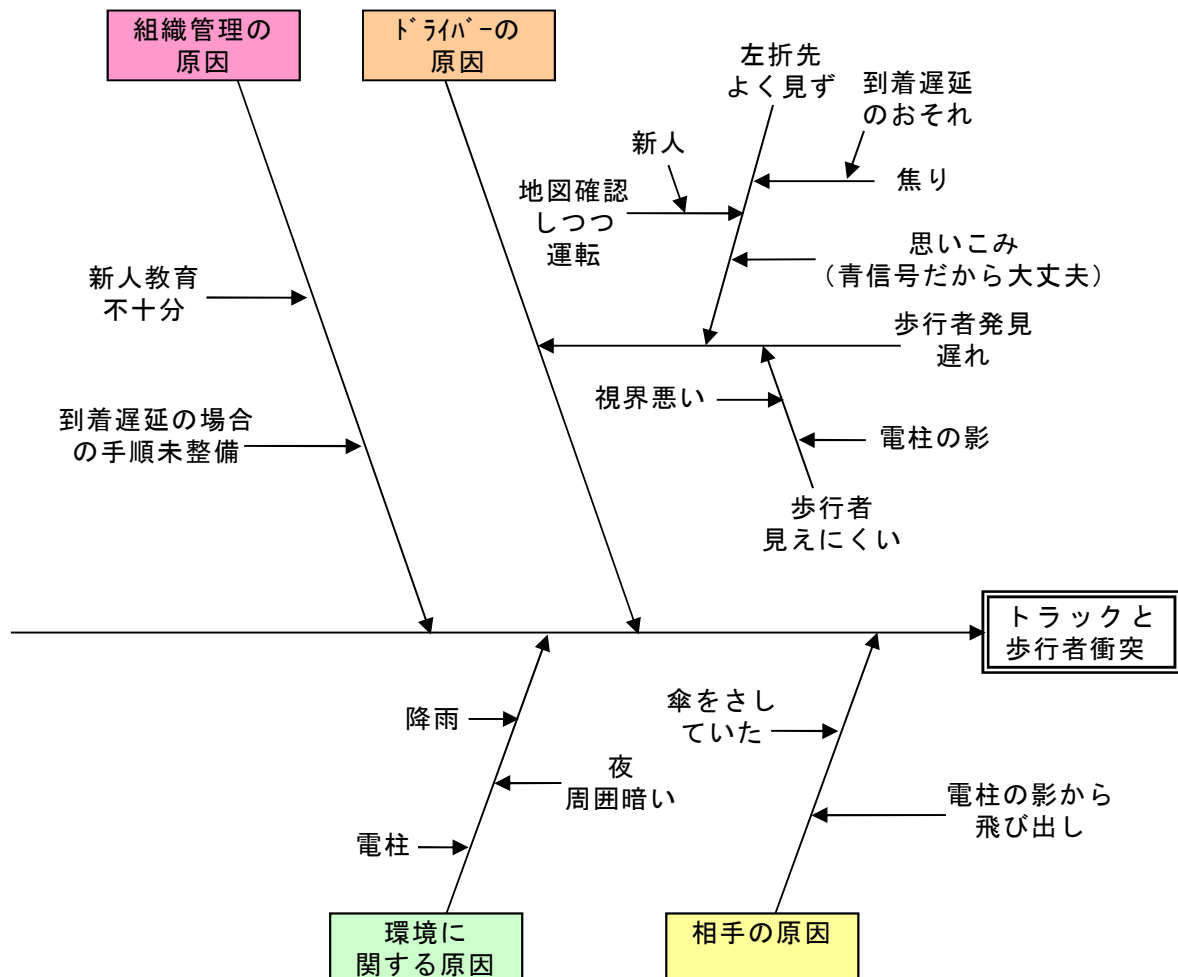 組織管理の
原因
ﾄﾞﾗｲﾊﾞｰの
原因
左折先
よく見ず
到着遅延
のおそれ
新人
焦り
地図確認
しつつ
運転
思いこみ
（青信号だから大丈夫）
新人教育
不十分
歩行者発見
遅れ
視界悪い
到着遅延の場合
の手順未整備
電柱の影
歩行者
見えにくい
トラックと
歩行者衝突
降雨
傘をさし
ていた
夜
周囲暗い
電柱の影から
飛び出し
電柱
環境に
関する原因
相手の原因